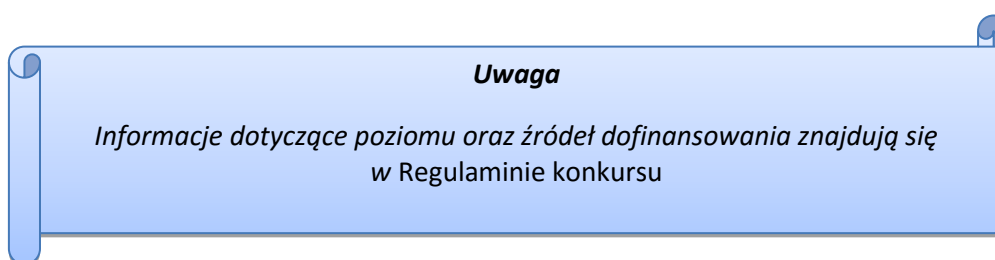 Uwaga
Informacje dotyczące poziomu oraz źródeł dofinansowania znajdują się
w Regulaminie konkursu